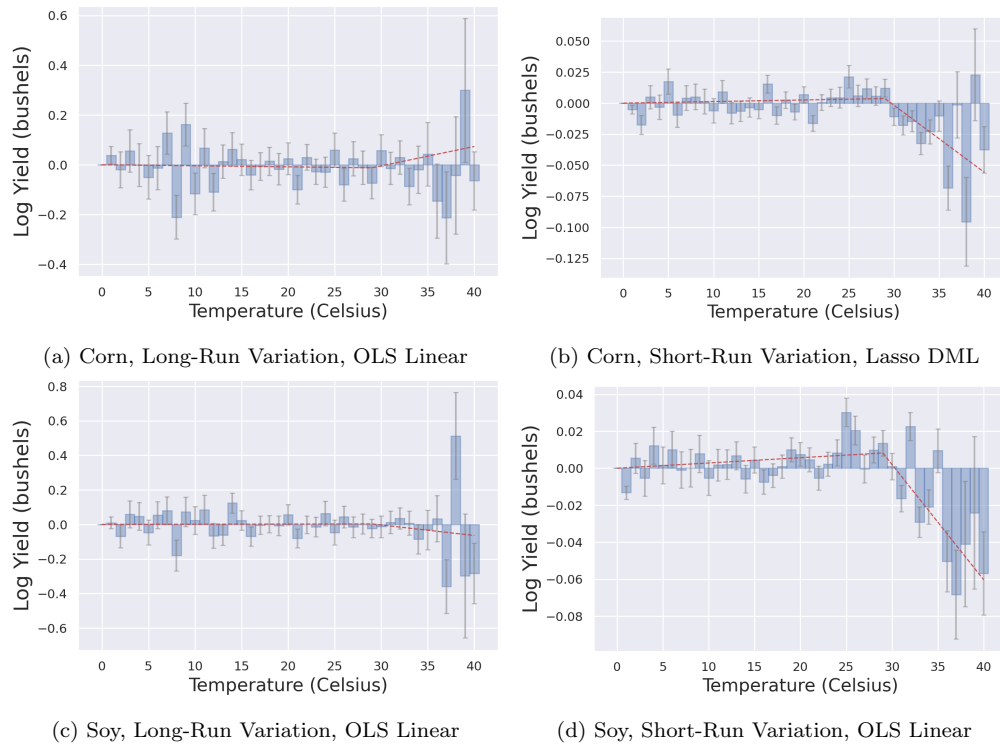 0.6
0.4
0.2
0.0
−0.2
−0.4
Log Yield (bushels)
0 5 10 15 20 25 30 35 40
Temperature (Celsius)
(a) Corn, Long-Run Variation, OLS Linear
0.050
0.025
0.000
−0.025
−0.050
−0.075
−0.100
−0.125
Log Yield (bushels)
0 5 10 15 20 25 30 35 40
Temperature (Celsius)
(b) Corn, Short-Run Variation, Lasso DML
0.8
0.6
0.4
0.2
0.0
−0.2
−0.4
−0.6
Log Yield (bushels)
0 5 10 15 20 25 30 35 40
Temperature (Celsius)
(c) Soy, Long-Run Variation, OLS Linear
0.04
0.02
0.00
−0.02
−0.04
−0.06
−0.08
Log Yield (bushels)
0 5 10 15 20 25 30 35 40
Temperature (Celsius)
(d) Soy, Short-Run Variation, OLS Linear